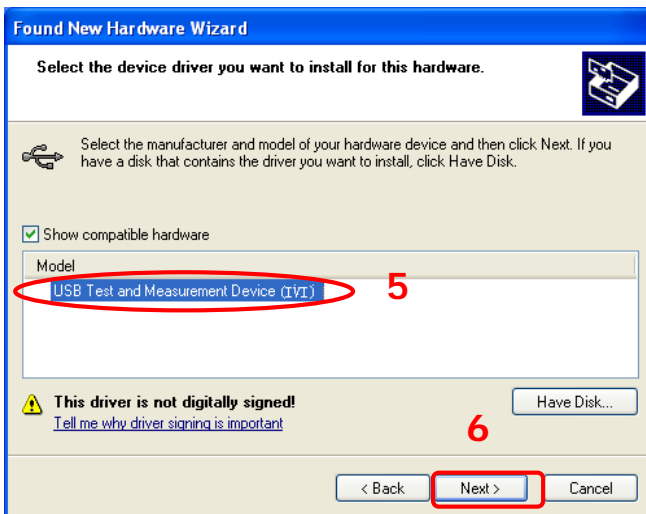 Found New Hardware Wizard
Select the device driver you want to install for this hardware.
Select the manufacturer and model of your hardware device and then click Next. If you
have a disk that contains the driver you want to install, click Have Disk.
Show compatible hardware
Model
USB Test and Measurement Device (IVI)
5
This driver is not digitally signed!
Have Disk...
Tell me why driver signing is important
6
< Back
Next >
Cancel